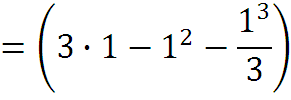 = (3 · 1 − 1² − 1³/3)